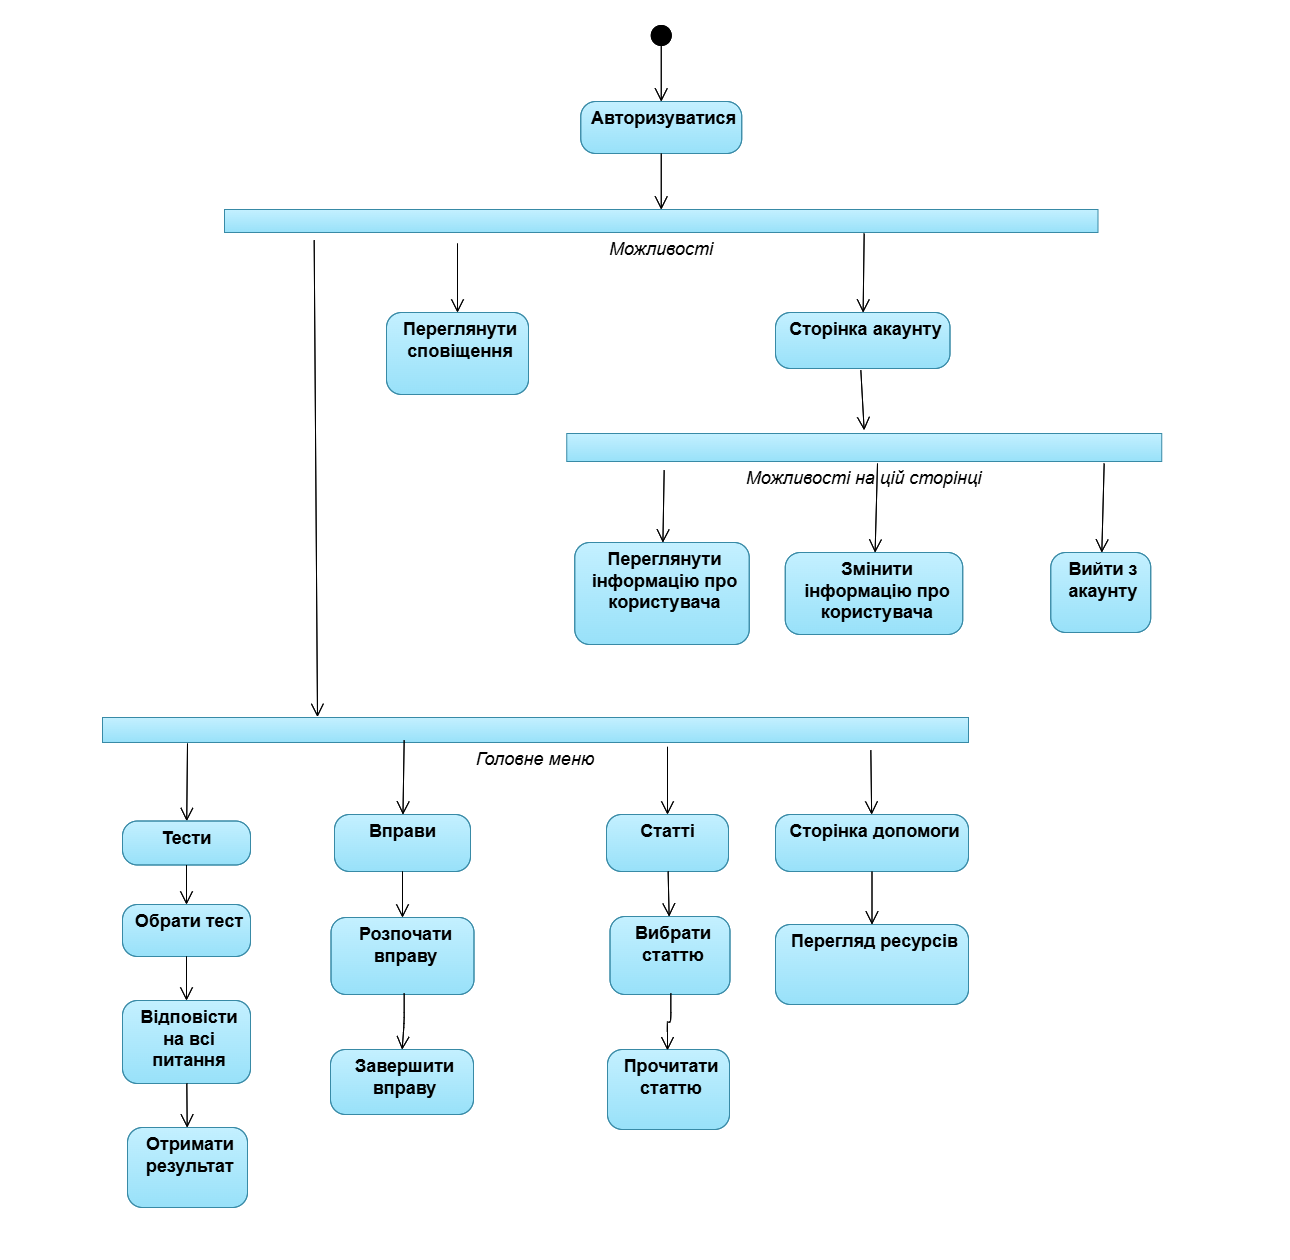 Авторизуватися
Можливості
Переглянути
сповіщення
Сторінка акаунту
Можливості на цій сторінці
Переглянути
інформацію про
користувача
Змінити
інформацію про
користувача
Вийти з
акаунту
Головне меню
Тести
Вправи
Статті
Сторінка допомоги
Обрати тест
Розпочати
вправу
Вибрати
статтю
Перегляд ресурсів
Відповісти
на всі
питання
Завершити
вправу
Прочитати
статтю
Отримати
результат